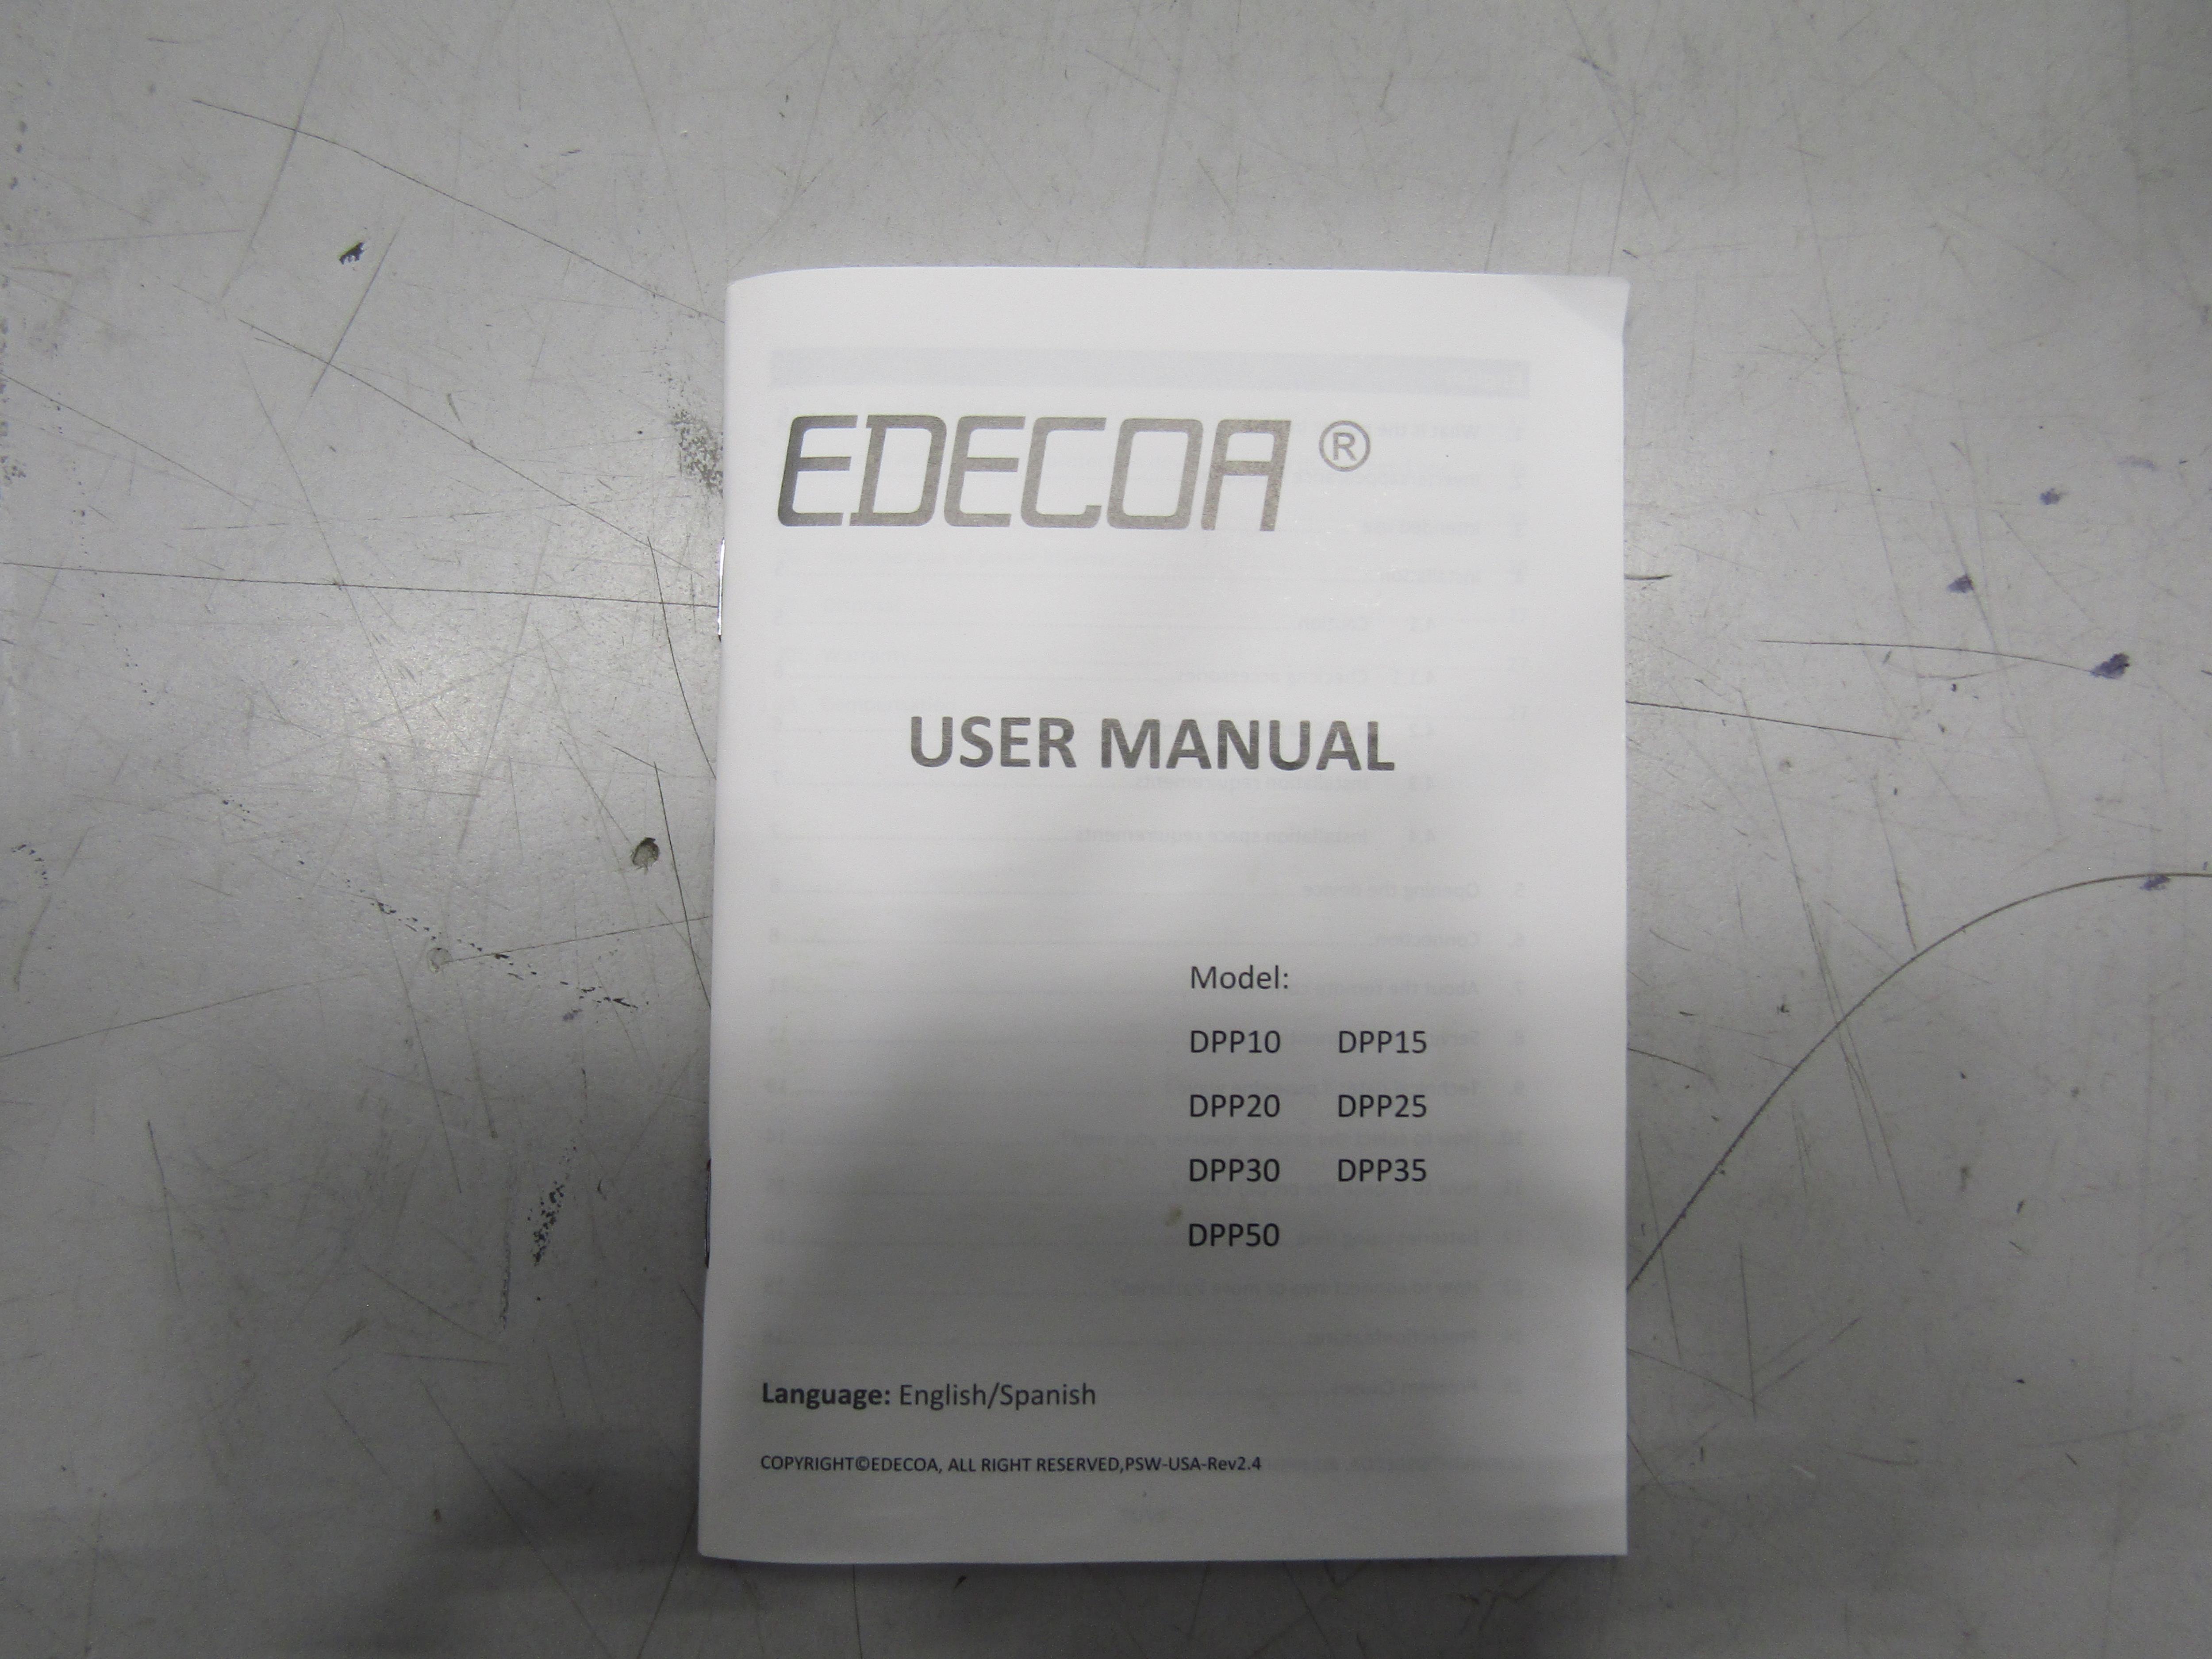 EDECOA ®
USER MANUAL
Model:
DPP10 DPP15
DPP20 DPP25
DPP30 DPP35
DPP50
Language: English/Spanish
COPYRIGHT©EDECOA, ALL RIGHT RESERVED,PSW-USA-Rev2.4